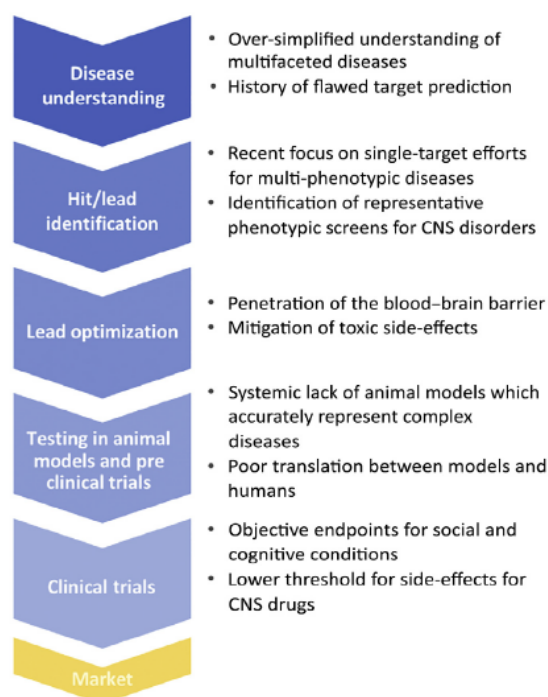 Disease
understanding
• Over-simplified understanding of
multifaceted diseases
• History of flawed target prediction
Hit/lead
identification
• Recent focus on single-target efforts
for multi-phenotypic diseases
• Identification of representative
phenotypic screens for CNS disorders
Lead optimization
• Penetration of the blood–brain barrier
• Mitigation of toxic side-effects
Testing in animal
models and pre
clinical trials
• Systemic lack of animal models which
accurately represent complex
diseases
• Poor translation between models and
humans
Clinical trials
• Objective endpoints for social and
cognitive conditions
• Lower threshold for side-effects for
CNS drugs
Market